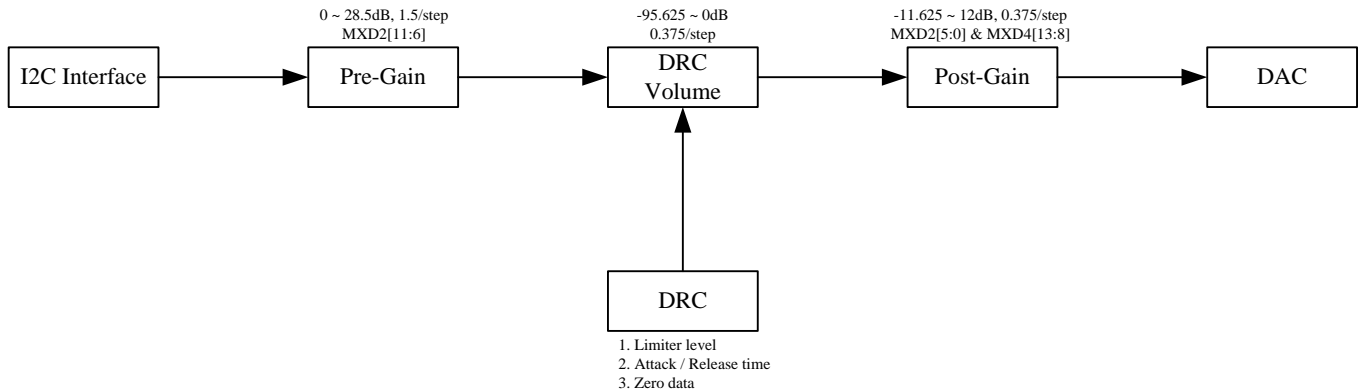 0 ~ 28.5dB, 1.5/step
MXD2[11:6]
-95.625 ~ 0dB
0.375/step
-11.625 ~ 12dB, 0.375/step
MXD2[5:0] & MXD4[13:8]
I2C Interface
Pre-Gain
DRC
Volume
Post-Gain
DAC
DRC
1. Limiter level
2. Attack / Release time
3. Zero data